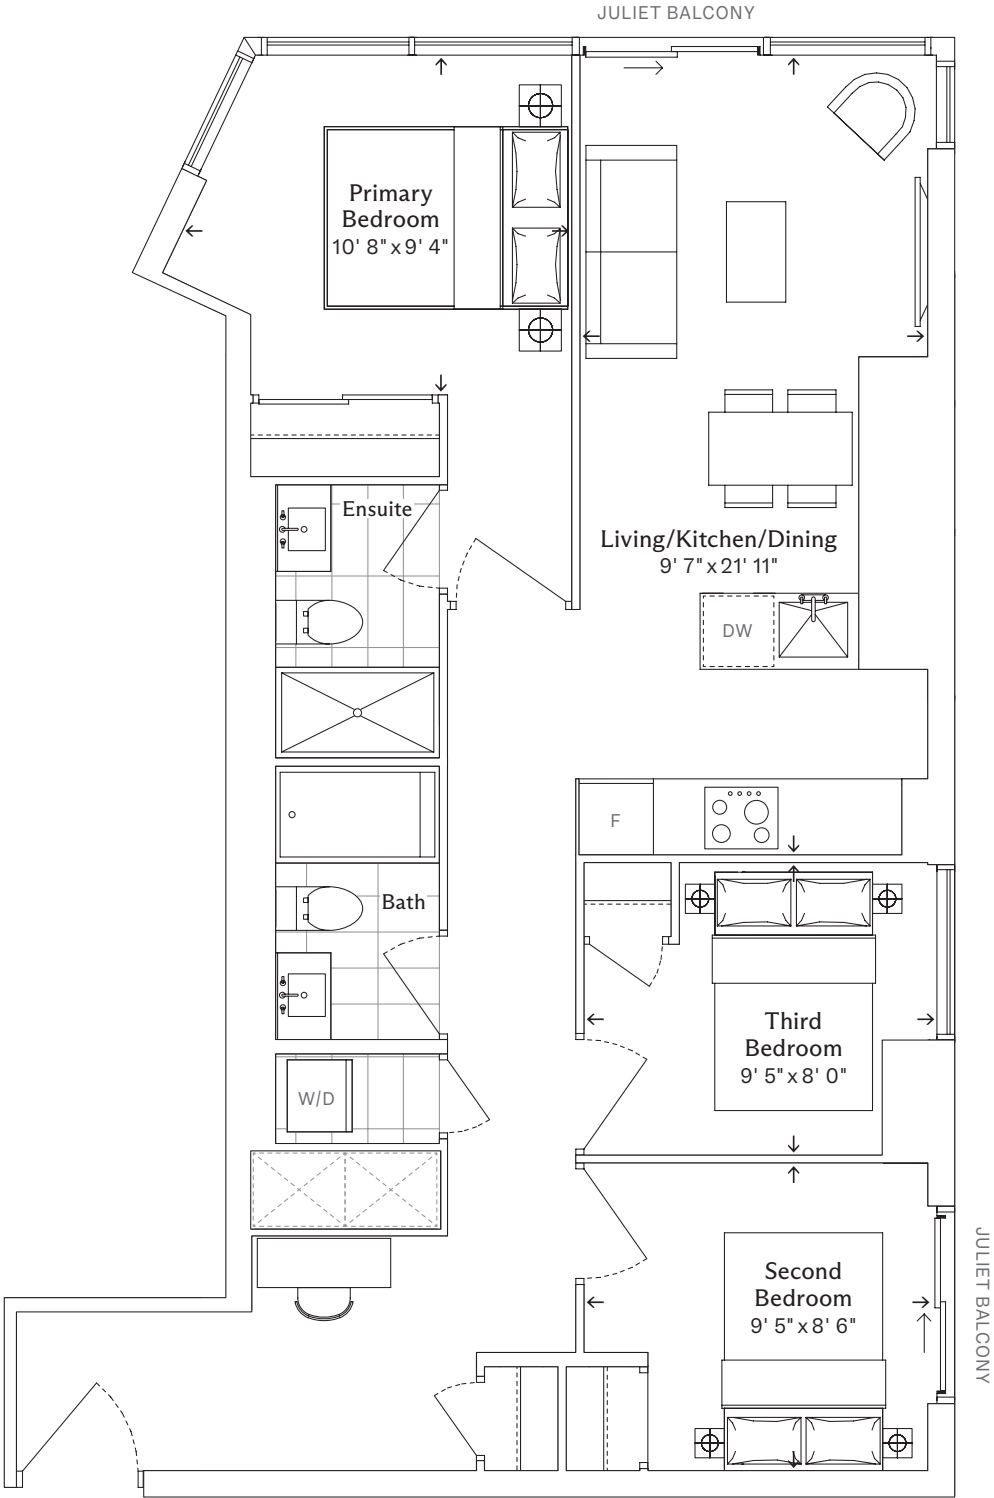 JULIET BALCONY
Primary
Bedroom
10' 8" x 9' 4"
Ensuite
Living/Kitchen/Dining
9' 7" x 21' 11"
DW
F
Bath
Third
Bedroom
9' 5" x 8' 0"
W/D
Second
Bedroom
9' 5" x 8' 6"
JULIET BALCONY